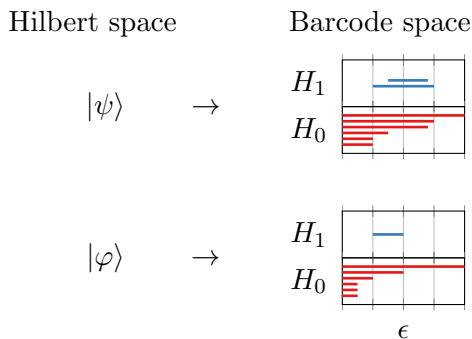 Hilbert space Barcode space
|ψ⟩ → H₁
H₀
|φ⟩ → H₁
H₀
ϵ